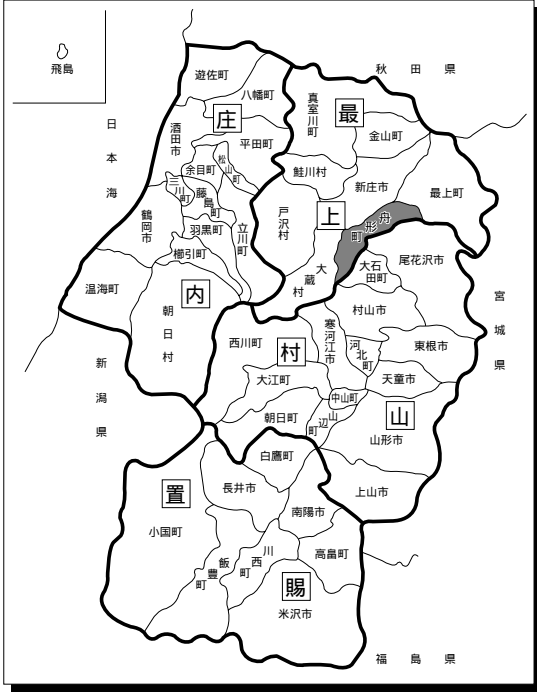 飛島
秋田県
日本海
宮城県
新潟県
福島県
庄
内
遊佐町
八幡町
酒田市
平田町
松山町
余目町
三川町
藤島町
鶴岡市
羽黒町
立川町
櫛引町
温海町
朝日村
最
上
真室川町
金山町
鮭川村
新庄市
最上町
戸沢村
舟形町
大蔵村
村
山
大石田町
尾花沢市
村山市
寒河江市
河北町
東根市
西川町
大江町
天童市
中山町
朝日町
山辺町
山形市
上山市
置
賜
白鷹町
長井市
南陽市
小国町
飯豊町
川西町
高畠町
米沢市